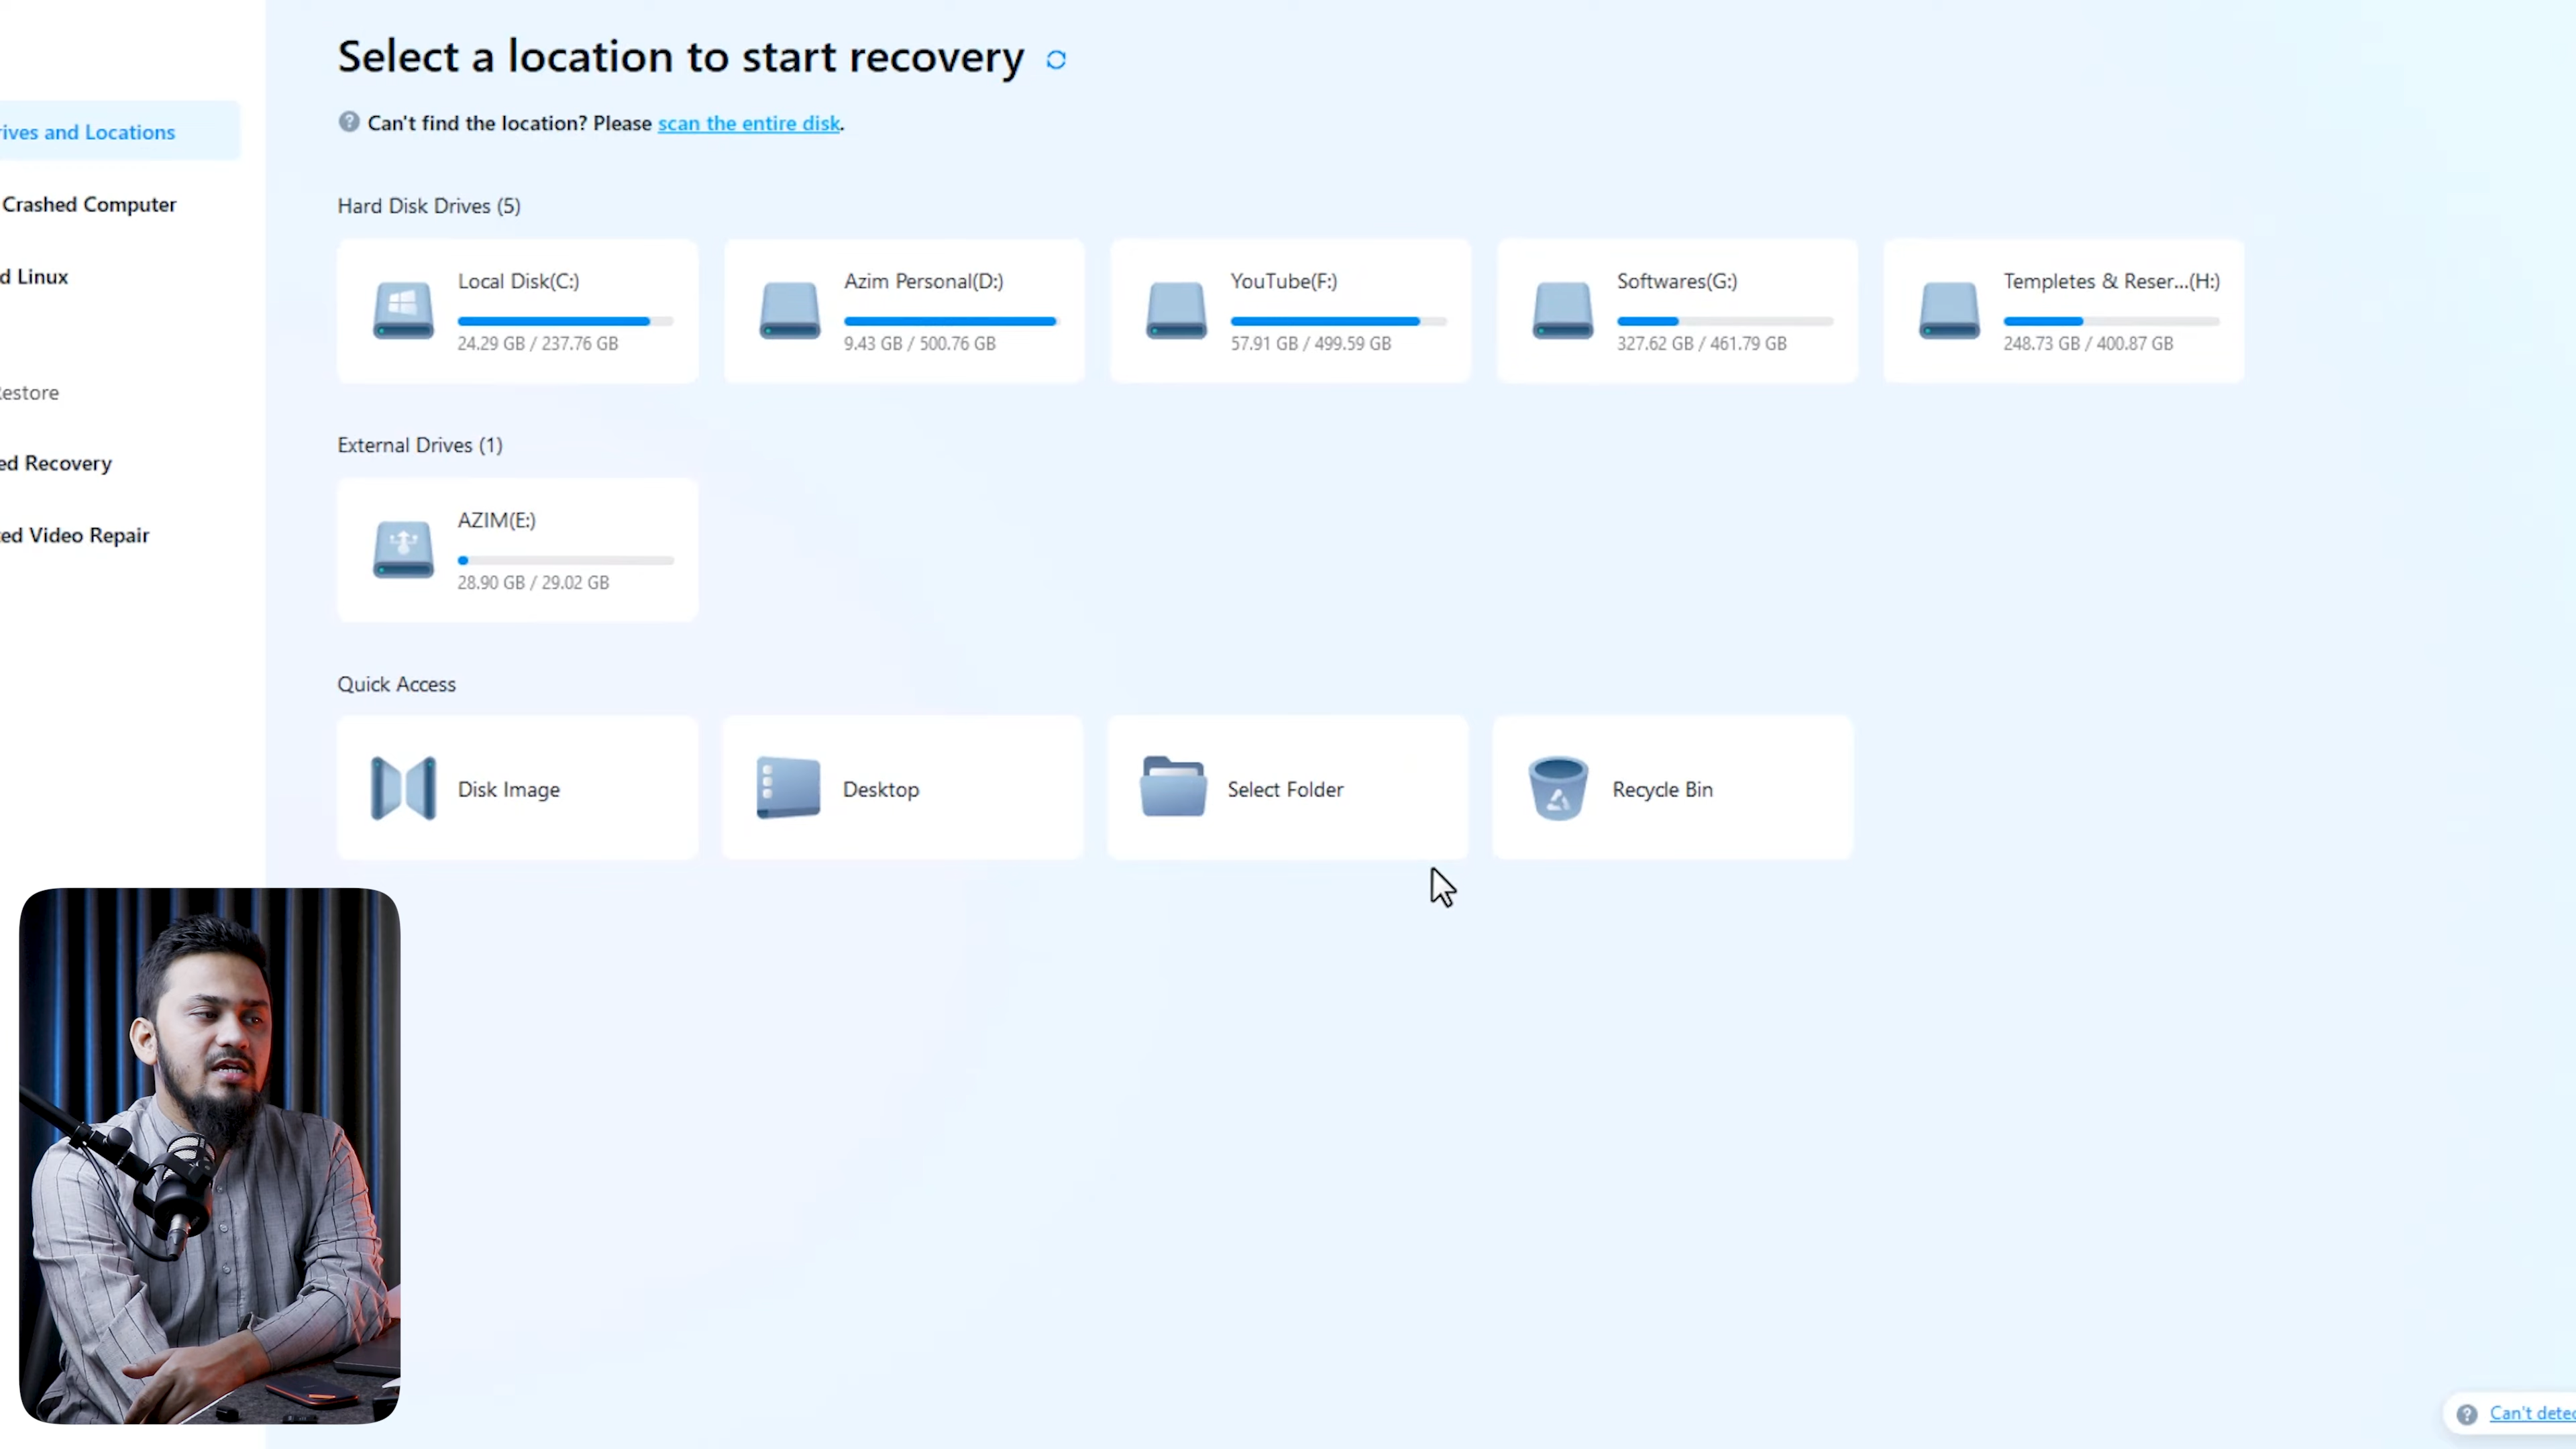 Select a location to start recovery
Can't find the location? Please scan the entire disk.
rives and Locations
Crashed Computer
d Linux
Restore
ed Recovery
ted Video Repair
Hard Disk Drives (5)
Local Disk(C:)
24.29 GB / 237.76 GB
Azim Personal(D:)
9.43 GB / 500.76 GB
YouTube(F:)
57.91 GB / 499.59 GB
Softwares(G:)
327.62 GB / 461.79 GB
Templetes & Reser...(H:)
248.73 GB / 400.87 GB
External Drives (1)
AZIM(E:)
28.90 GB / 29.02 GB
Quick Access
Disk Image
Desktop
Select Folder
Recycle Bin
Can't detec